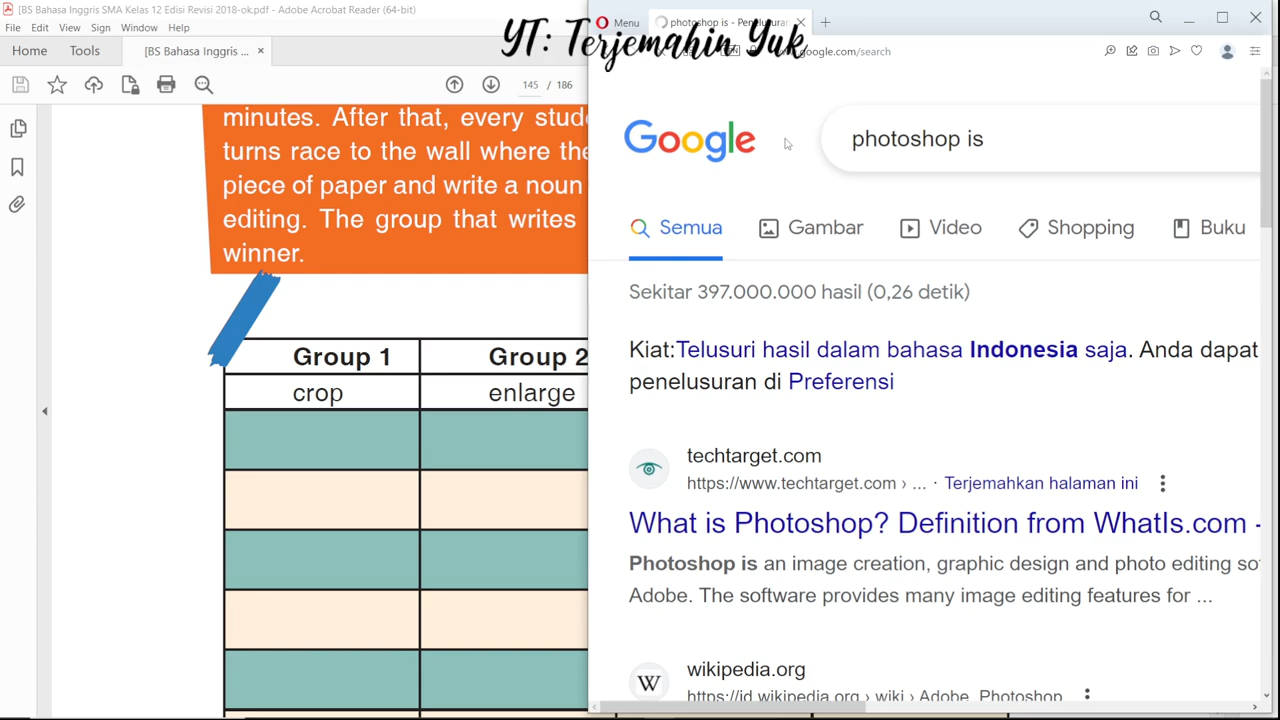 [BS Bahasa Inggris SMA Kelas 12 Edisi Revisi 2018-ok.pdf - Adobe Acrobat Reader (64-bit)
File Edit View Sign Window Help
Home Tools [BS Bahasa Inggris ... ×
145 / 186
minutes. After that, every stud
turns race to the wall where the
piece of paper and write a noun
editing. The group that writes
winner.
Group 1 Group 2
crop enlarge
Menu photoshop is - Penelusura
YT: Terjemahin Yuk
www.google.com/search
Google photoshop is
Semua Gambar Video Shopping Buku
Sekitar 397.000.000 hasil (0,26 detik)
Kiat:Telusuri hasil dalam bahasa Indonesia saja. Anda dapat
penelusuran di Preferensi
techtarget.com
https://www.techtarget.com › ... · Terjemahkan halaman ini
What is Photoshop? Definition from WhatIs.com -
Photoshop is an image creation, graphic design and photo editing so
Adobe. The software provides many image editing features for ...
W wikipedia.org
https://id.wikipedia.org › wiki › Adobe_Photoshop